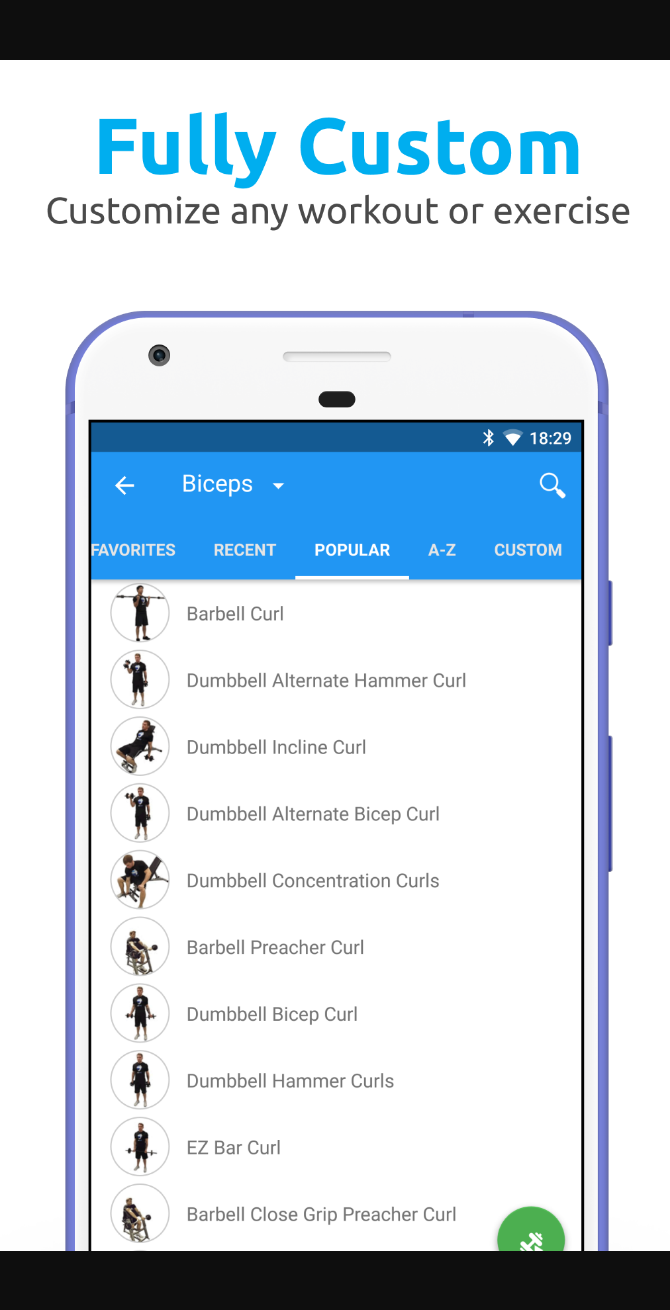 Fully Custom
Customize any workout or exercise
18:29
Biceps
FAVORITES RECENT POPULAR A-Z CUSTOM
Barbell Curl
Dumbbell Alternate Hammer Curl
Dumbbell Incline Curl
Dumbbell Alternate Bicep Curl
Dumbbell Concentration Curls
Barbell Preacher Curl
Dumbbell Bicep Curl
Dumbbell Hammer Curls
EZ Bar Curl
Barbell Close Grip Preacher Curl